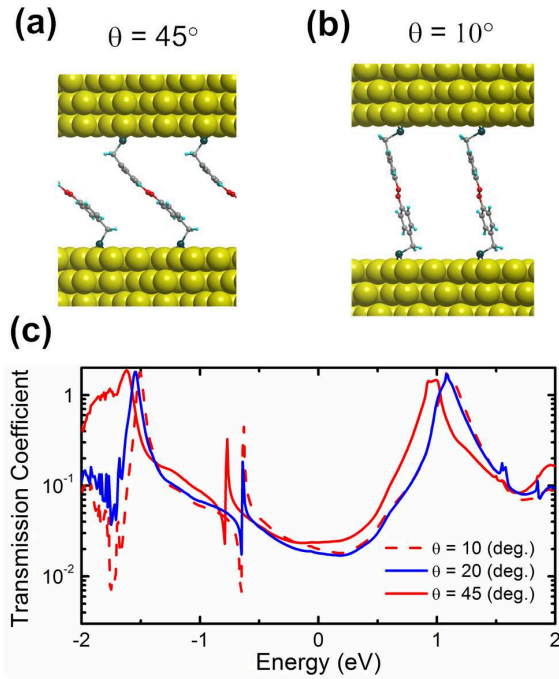 (a)
θ = 45°
(b)
θ = 10°
(c)
Transmission Coefficient
1
10⁻¹
10⁻²
θ = 10 (deg.)
θ = 20 (deg.)
θ = 45 (deg.)
-2 -1 0 1 2
Energy (eV)